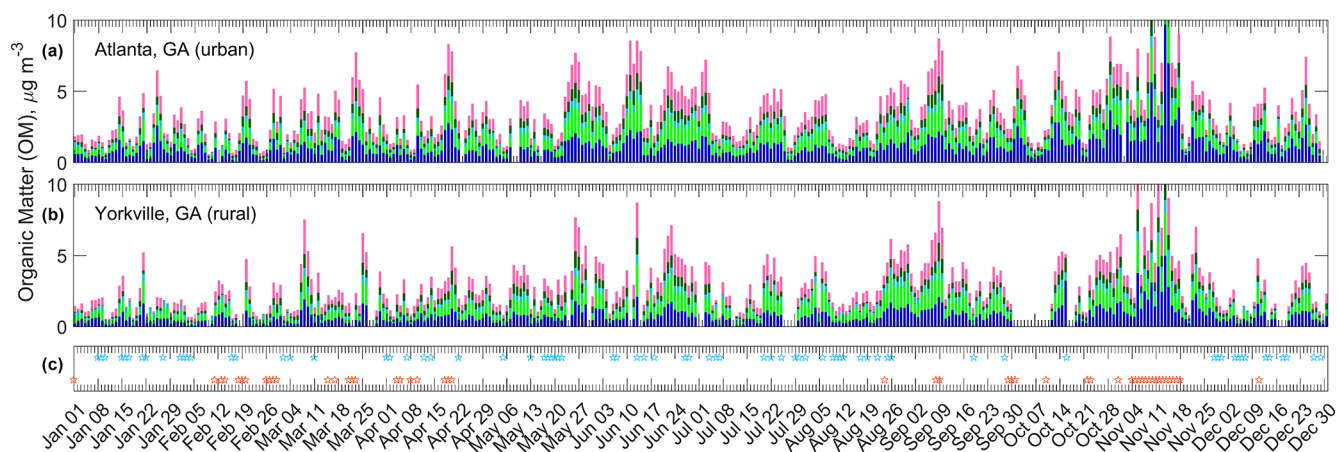 Organic Matter (OM), μg m⁻³
10
(a)
Atlanta, GA (urban)
5
0
10
(b)
Yorkville, GA (rural)
5
0
(c)
Jan 01
Jan 08
Jan 15
Jan 22
Jan 29
Feb 05
Feb 12
Feb 19
Feb 26
Mar 04
Mar 11
Mar 18
Mar 25
Apr 01
Apr 08
Apr 15
Apr 22
Apr 29
May 06
May 13
May 20
May 27
Jun 03
Jun 10
Jun 17
Jun 24
Jul 01
Jul 08
Jul 15
Jul 22
Jul 29
Aug 05
Aug 12
Aug 19
Aug 26
Sep 02
Sep 09
Sep 16
Sep 23
Sep 30
Oct 07
Oct 14
Oct 21
Oct 28
Nov 04
Nov 11
Nov 18
Nov 25
Dec 02
Dec 09
Dec 16
Dec 23
Dec 30